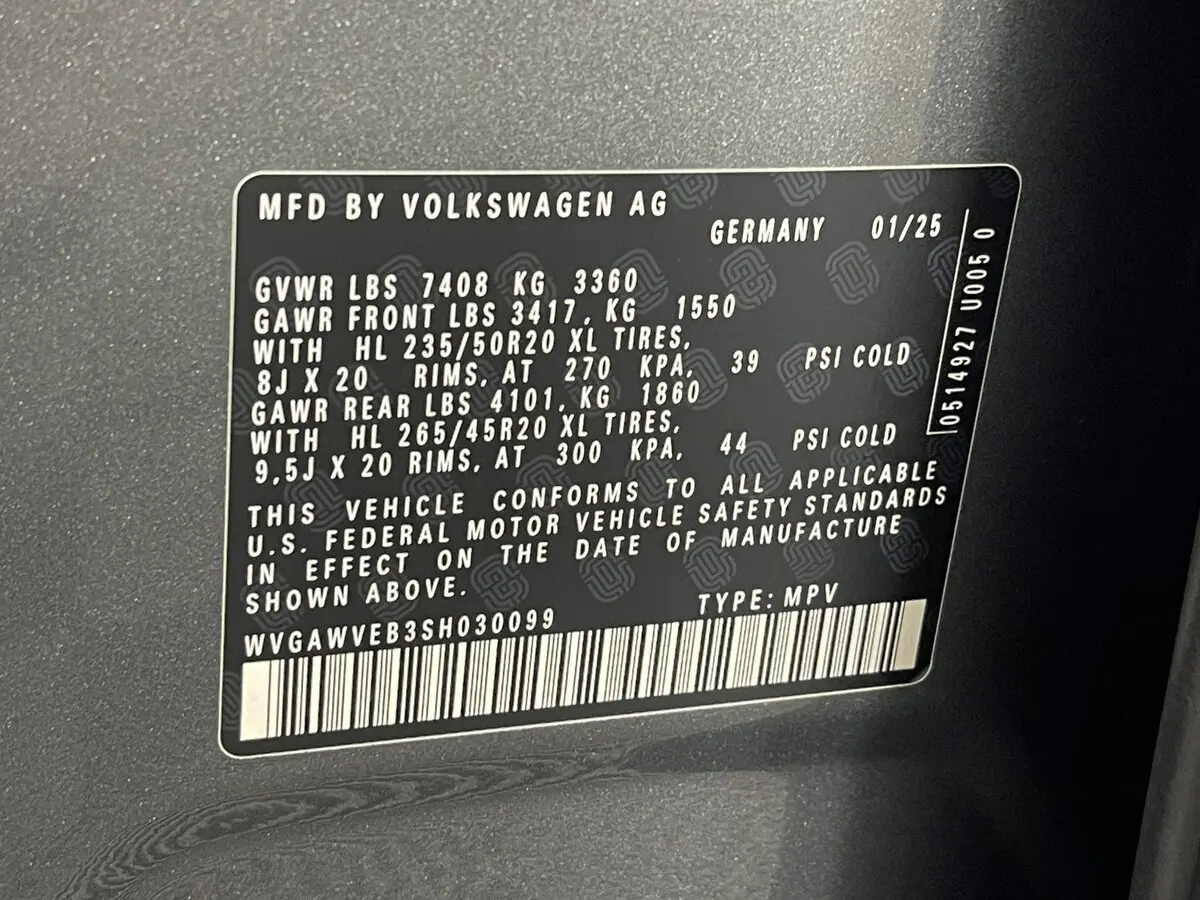 MFD BY VOLKSWAGEN AG
GERMANY 01/25
GVWR LBS 7408 KG 3360
GAWR FRONT LBS 3417, KG 1550
WITH HL 235/50R20 XL TIRES,
8J X 20 RIMS, AT 270 KPA, 39 PSI COLD
GAWR REAR LBS 4101, KG 1860
WITH HL 265/45R20 XL TIRES,
9,5J X 20 RIMS, AT 300 KPA, 44 PSI COLD
THIS VEHICLE CONFORMS TO ALL APPLICABLE
U.S. FEDERAL MOTOR VEHICLE SAFETY STANDARDS
IN EFFECT ON THE DATE OF MANUFACTURE
SHOWN ABOVE.
WVGAWVEB3SH030099 TYPE: MPV
0514927 U005 0